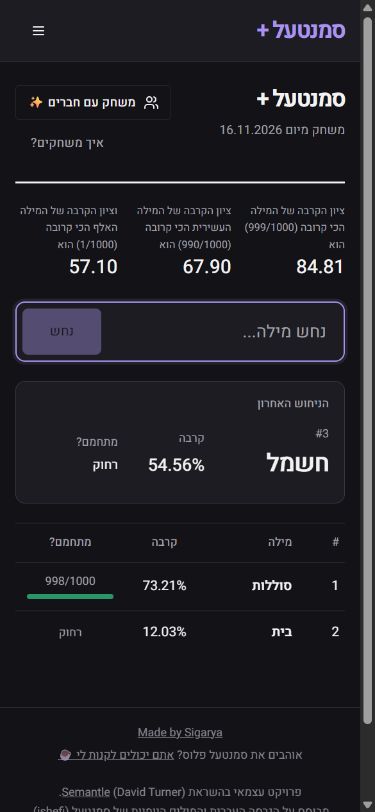 סמנטעל +
סמנטעל +
משחק מיום 16.11.2026
משחק עם חברים ✨
איך משחקים?
ציון הקרבה של המילה
הכי קרובה (999/1000)
הוא
84.81
ציון הקרבה של המילה
העשירית הכי קרובה
(990/1000) הוא
67.90
וציון הקרבה של המילה
האלף הכי קרובה
(1/1000) הוא
57.10
נחש מילה...
נחש
הניחוש האחרון
#3
חשמל
קרבה
54.56%
מתחמם?
רחוק
# מילה קרבה מתחמם?
1 סוללות 73.21% 998/1000
2 בית 12.03% רחוק
Made by Sigarya
אוהבים את סמנטעל פלוס? אתם יכולים לקנות לי
פרויקט עצמאי בהשראת Semantle (David Turner).